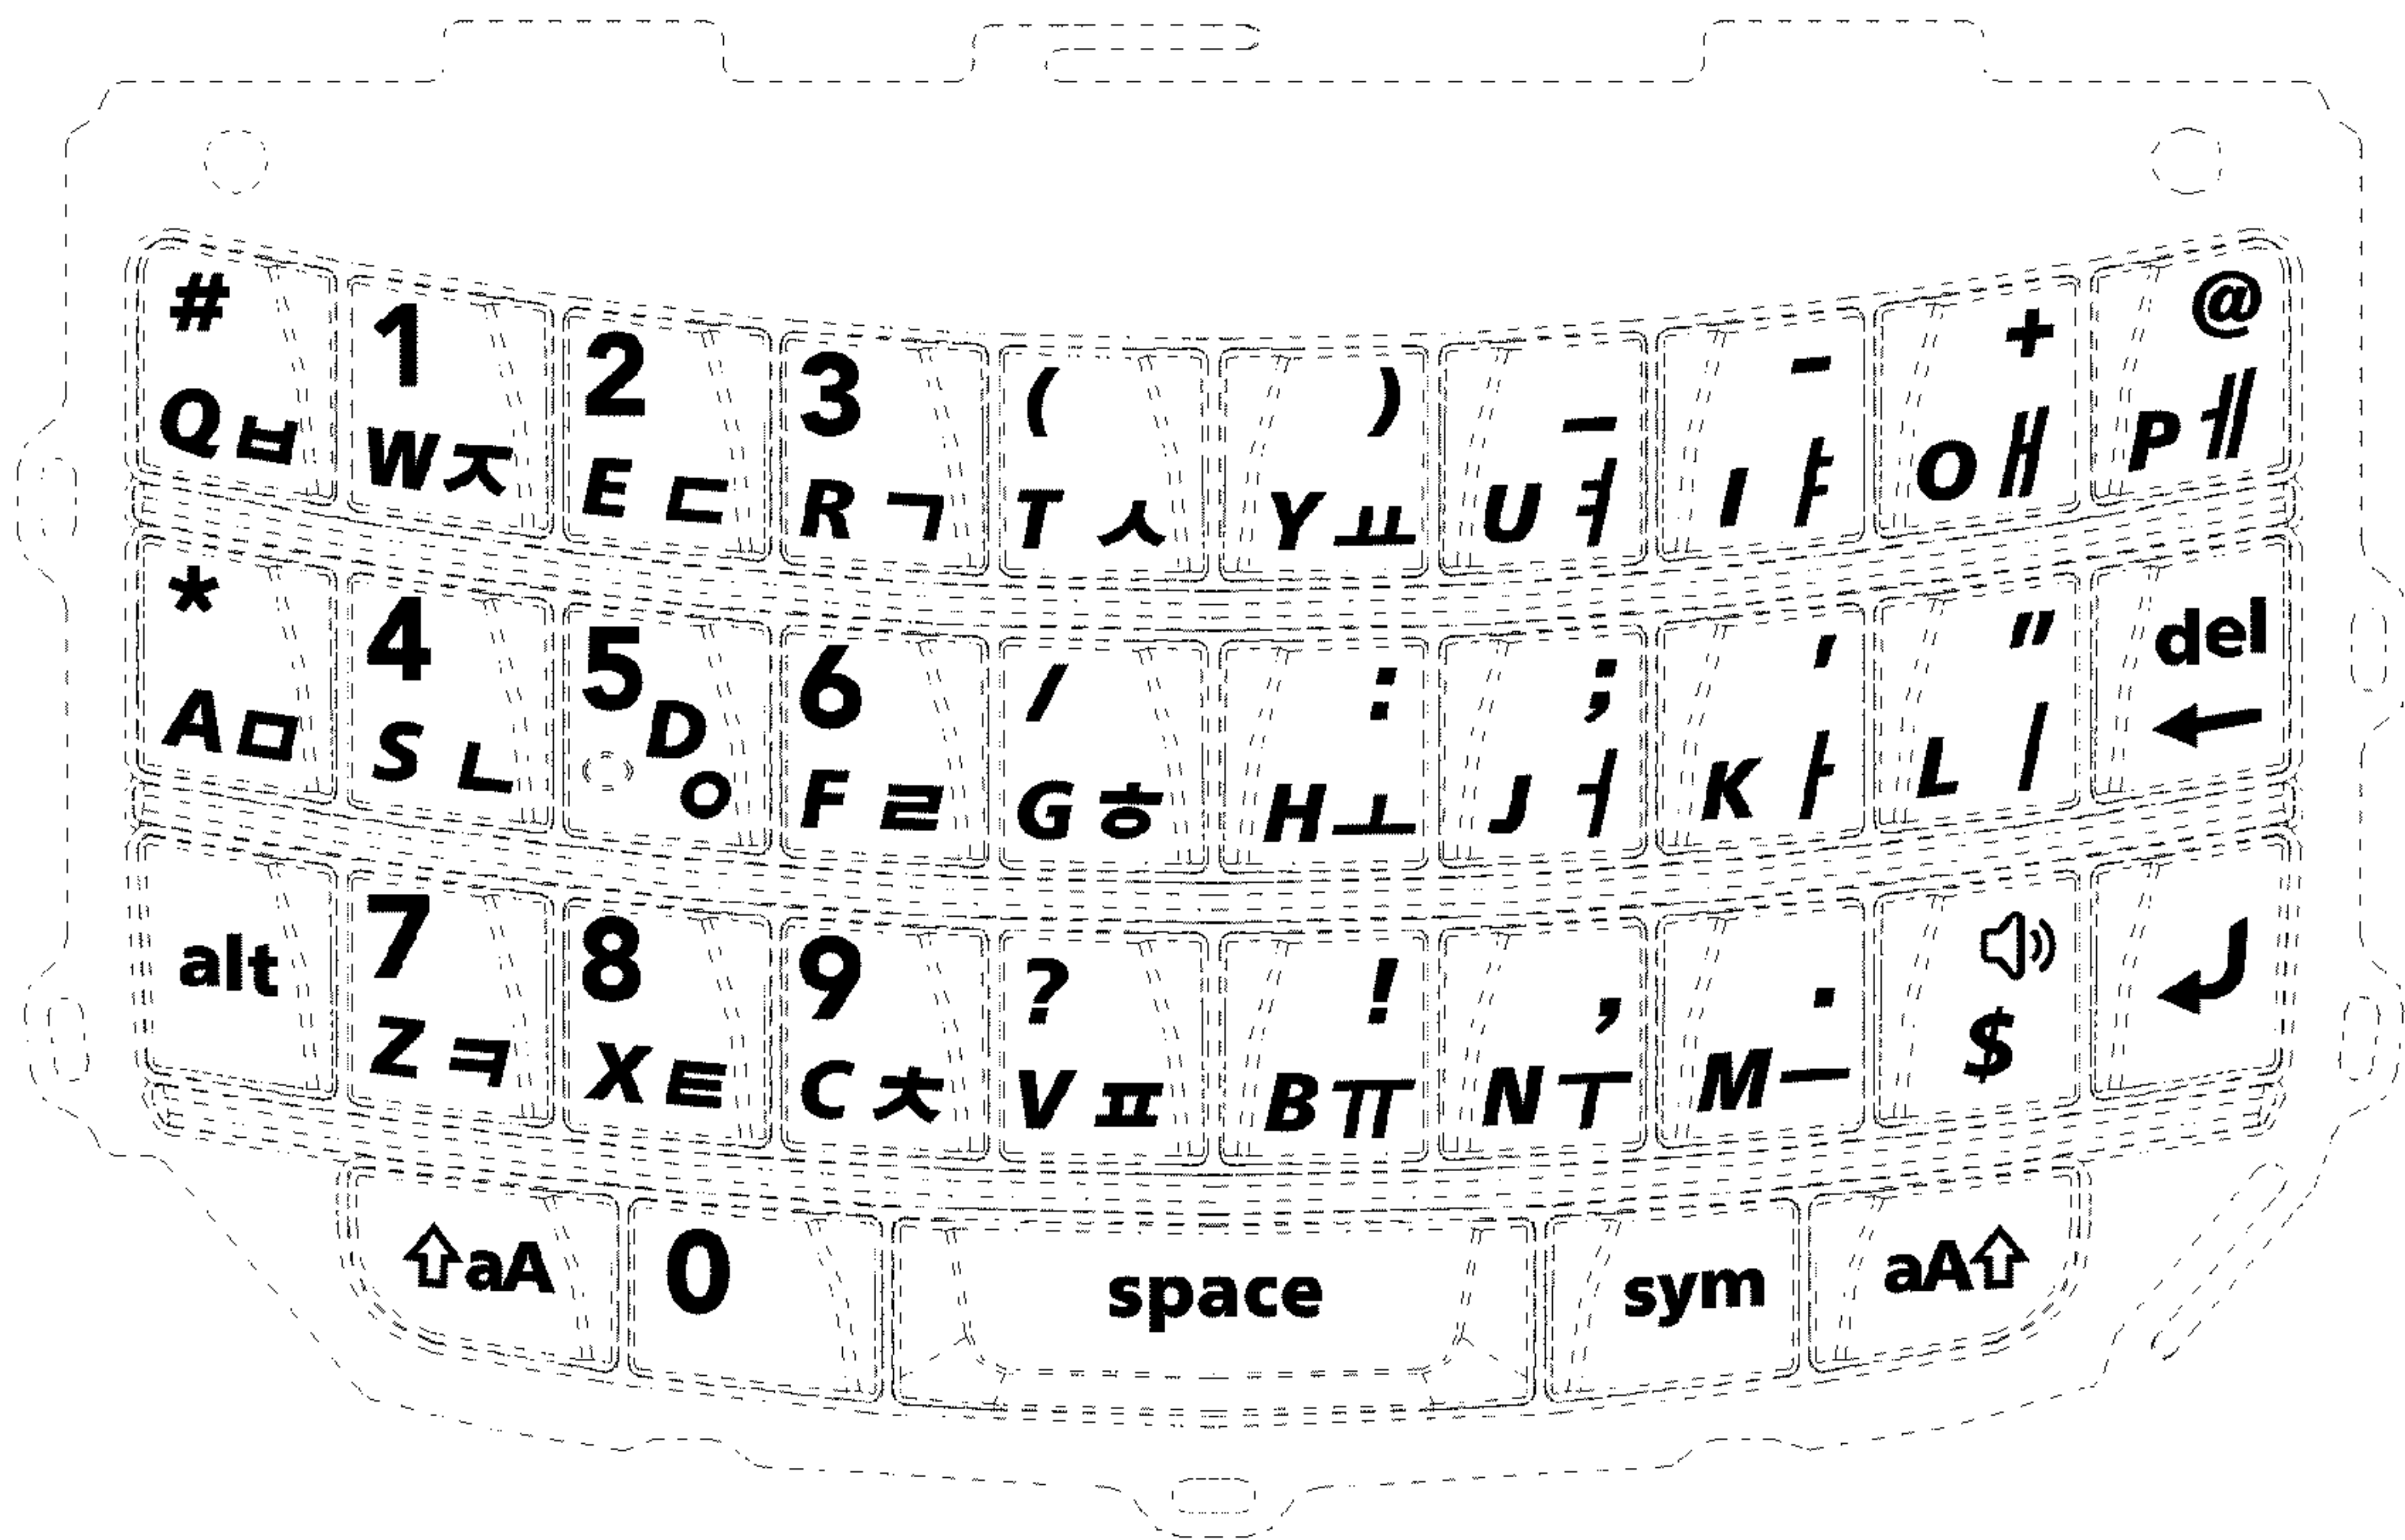 # 1 2 3 ( ) _ - + @
Q ㅂ W ㅈ E ㄷ R ㄱ T ㅅ Y ㅛ U ㅕ I ㅑ O ㅐ P ㅔ
* 4 5 6 / : ; ' " del
A ㅁ S ㄴ D ㅇ F ㄹ G ㅎ H ㅗ J ㅓ K ㅏ L ㅣ ←
alt 7 8 9 ? ! , .
Z ㅋ X ㅌ C ㅊ V ㅍ B ㅠ N ㅜ M ㅡ $
⇧aA 0 space sym aA⇧